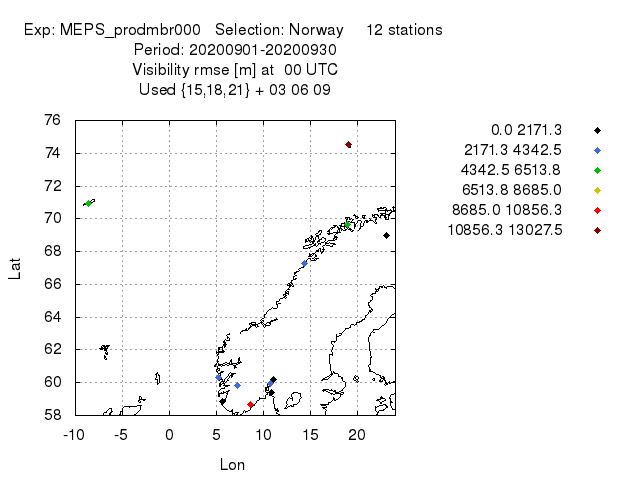 Exp: MEPS_prodmbr000 Selection: Norway 12 stations
Period: 20200901-20200930
Visibility rmse [m] at 00 UTC
Used {15,18,21} + 03 06 09
76
74
72
70
68
66
64
62
60
58
Lat
-10 -5 0 5 10 15 20
Lon
0.0 2171.3
2171.3 4342.5
4342.5 6513.8
6513.8 8685.0
8685.0 10856.3
10856.3 13027.5